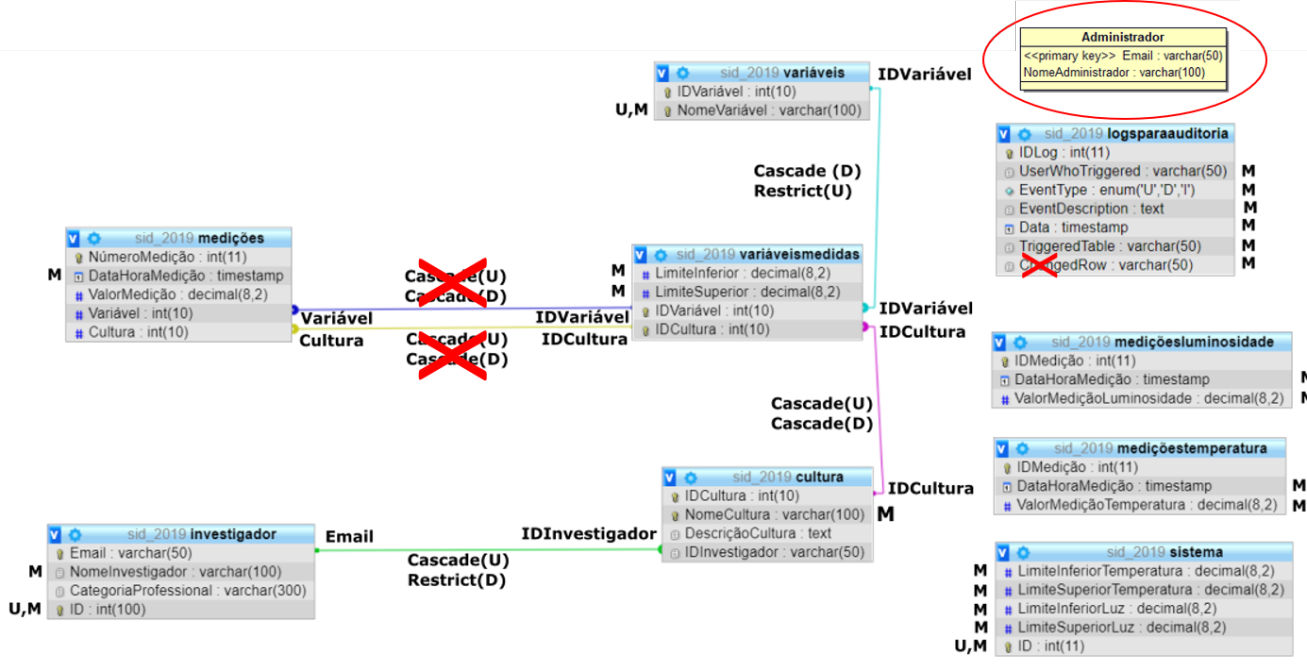 Administrador
<<primary key>> Email : varchar(50)
NomeAdministrador : varchar(100)
sid_2019 variáveis
IDVariável : int(10)
U,M NomeVariável : varchar(100)
IDVariável
Cascade (D)
Restrict(U)
sid_2019 logsparaauditoria
IDLog : int(11)
UserWhoTriggered : varchar(50) M
EventType : enum('U','D','I') M
EventDescription : text M
Data : timestamp M
TriggeredTable : varchar(50) M
ChangedRow : varchar(50) M
sid_2019 medições
NúmeroMedição : int(11)
M DataHoraMedição : timestamp
ValorMedição : decimal(8,2)
Variável : int(10)
Cultura : int(10)
Cascade(U)
Cascade(D)
Variável
Cultura
IDVariável
IDCultura
Cascade(U)
Cascade(D)
sid_2019 variáveismedidas
M LimiteInferior : decimal(8,2)
M LimiteSuperior : decimal(8,2)
IDVariável : int(10)
IDCultura : int(10)
IDVariável
IDCultura
sid_2019 mediçõesluminosidade
IDMedição : int(11)
DataHoraMedição : timestamp M
ValorMediçãoLuminosidade : decimal(8,2) M
Cascade(U)
Cascade(D)
sid_2019 mediçõestemperatura
IDMedição : int(11)
DataHoraMedição : timestamp M
ValorMediçãoTemperatura : decimal(8,2) M
sid_2019 cultura
IDCultura : int(10)
NomeCultura : varchar(100) M
DescriçãoCultura : text
IDInvestigador : varchar(50)
IDCultura
sid_2019 investigador
Email : varchar(50)
M NomeInvestigador : varchar(100)
CategoriaProfessional : varchar(300)
U,M ID : int(100)
Email
IDInvestigador
Cascade(U)
Restrict(D)
sid_2019 sistema
M LimiteInferiorTemperatura : decimal(8,2)
M LimiteSuperiorTemperatura : decimal(8,2)
M LimiteInferiorLuz : decimal(8,2)
M LimiteSuperiorLuz : decimal(8,2)
U,M ID : int(11)